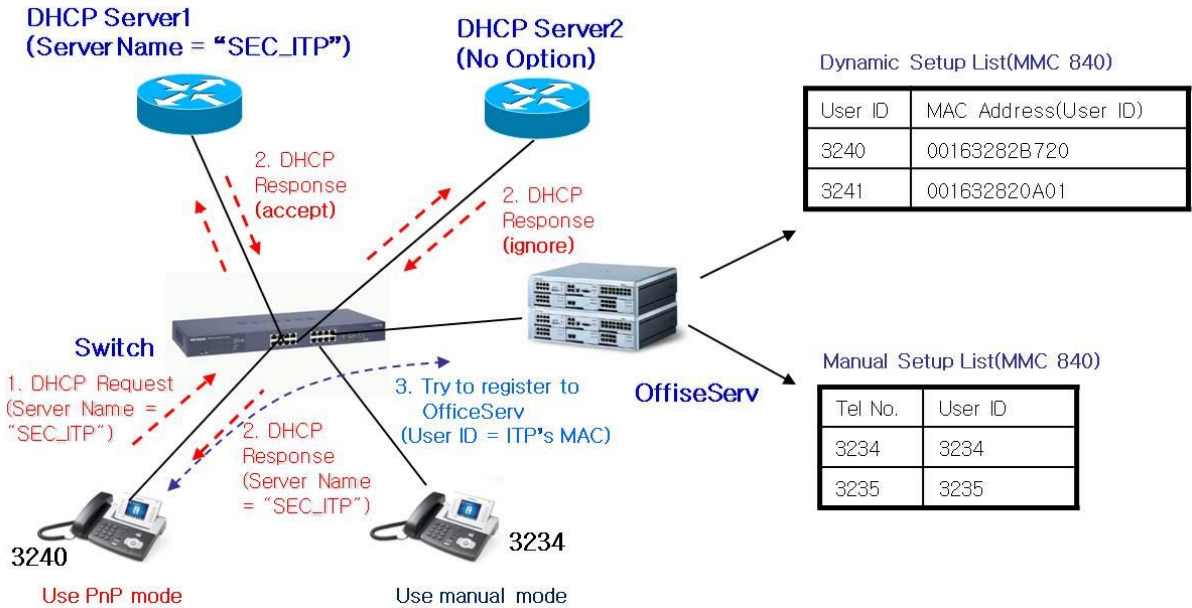 DHCP Server1
(Server Name = “SEC_ITP”)
DHCP Server2
(No Option)
Dynamic Setup List(MMC 840)
User ID MAC Address(User ID)
3240 00163282B720
3241 001632820A01
2. DHCP
Response
(accept)
2. DHCP
Response
(ignore)
Switch
OffiseServ
1. DHCP Request
(Server Name =
“SEC_ITP”)
2. DHCP
Response
(Server Name
= “SEC_ITP”)
3. Try to register to
OfficeServ
(User ID = ITP's MAC)
Manual Setup List(MMC 840)
Tel No. User ID
3234 3234
3235 3235
3240
3234
Use PnP mode
Use manual mode